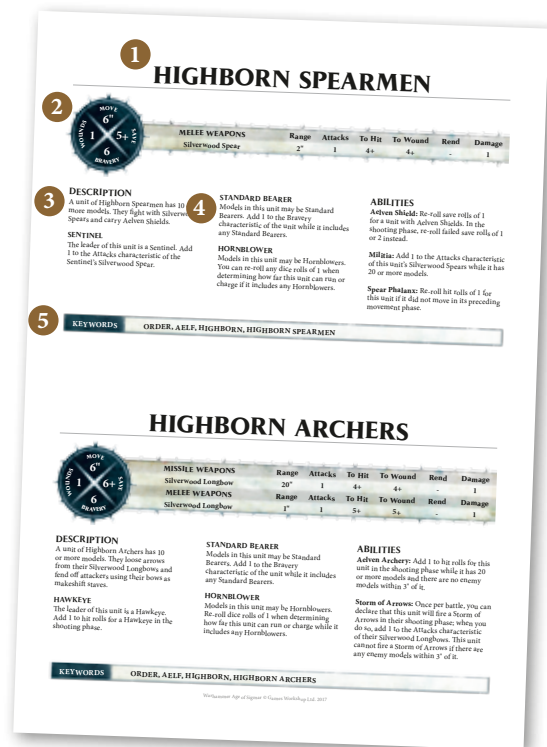 1
HIGHBORN SPEARMEN
2
MOVE
6"
WOUNDS
1
5+
SAVE
6
BRAVERY
MELEE WEAPONS Range Attacks To Hit To Wound Rend Damage
Silverwood Spear 2" 1 4+ 4+ - 1
3
DESCRIPTION
A unit of Highborn Spearmen has 10
more models. They fight with Silverwo
Spears and carry Aelven Shields.
SENTINEL
The leader of this unit is a Sentinel. Add
1 to the Attacks characteristic of the
Sentinel's Silverwood Spear.
4
STANDARD BEARER
Models in this unit may be Standard
Bearers. Add 1 to the Bravery
characteristic of the unit while it includes
any Standard Bearers.
HORNBLOWER
Models in this unit may be Hornblowers.
You can re-roll any dice rolls of 1 when
determining how far this unit can run or
charge if it includes any Hornblowers.
ABILITIES
Aelven Shield: Re-roll save rolls of 1
for a unit with Aelven Shields. In the
shooting phase, re-roll failed save rolls of 1
or 2 instead.
Militia: Add 1 to the Attacks characteristic
of this unit's Silverwood Spears while it has
20 or more models.
Spear Phalanx: Re-roll hit rolls of 1 for
this unit if it did not move in its preceding
movement phase.
5
KEYWORDS ORDER, AELF, HIGHBORN, HIGHBORN SPEARMEN
HIGHBORN ARCHERS
MOVE
6"
WOUNDS
1
6+
SAVE
6
BRAVERY
MISSILE WEAPONS Range Attacks To Hit To Wound Rend Damage
Silverwood Longbow 20" 1 4+ 4+ - 1
MELEE WEAPONS Range Attacks To Hit To Wound Rend Damage
Silverwood Longbow 1" 1 5+ 5+ - 1
DESCRIPTION
A unit of Highborn Archers has 10
or more models. They loose arrows
from their Silverwood Longbows and
fend off attackers using their bows as
makeshift staves.
HAWKEYE
The leader of this unit is a Hawkeye.
Add 1 to hit rolls for a Hawkeye in the
shooting phase.
STANDARD BEARER
Models in this unit may be Standard
Bearers. Add 1 to the Bravery
characteristic of the unit while it includes
any Standard Bearers.
HORNBLOWER
Models in this unit may be Hornblowers.
Re-roll dice rolls of 1 when determining
how far this unit can run or charge while it
includes any Hornblowers.
ABILITIES
Aelven Archery: Add 1 to hit rolls for this
unit in the shooting phase while it has 20
or more models and there are no enemy
models within 3" of it.
Storm of Arrows: Once per battle, you can
declare that this unit will fire a Storm of
Arrows in their shooting phase; when you
do so, add 1 to the Attacks characteristic
of their Silverwood Longbows. This unit
cannot fire a Storm of Arrows if there are
any enemy models within 3" of it.
KEYWORDS ORDER, AELF, HIGHBORN, HIGHBORN ARCHERS
Warhammer Age of Sigmar © Games Workshop Ltd. 2017